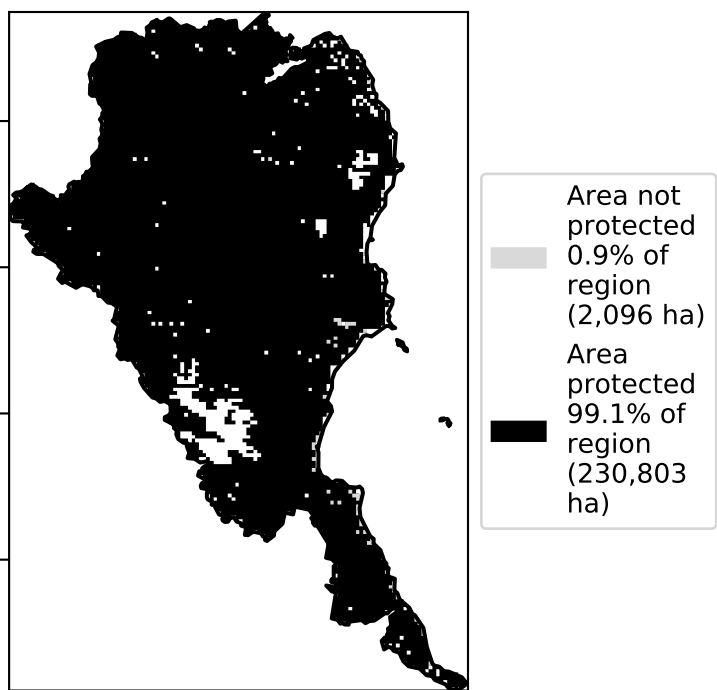 Area not
protected
0.9% of
region
(2,096 ha)
Area
protected
99.1% of
region
(230,803
ha)